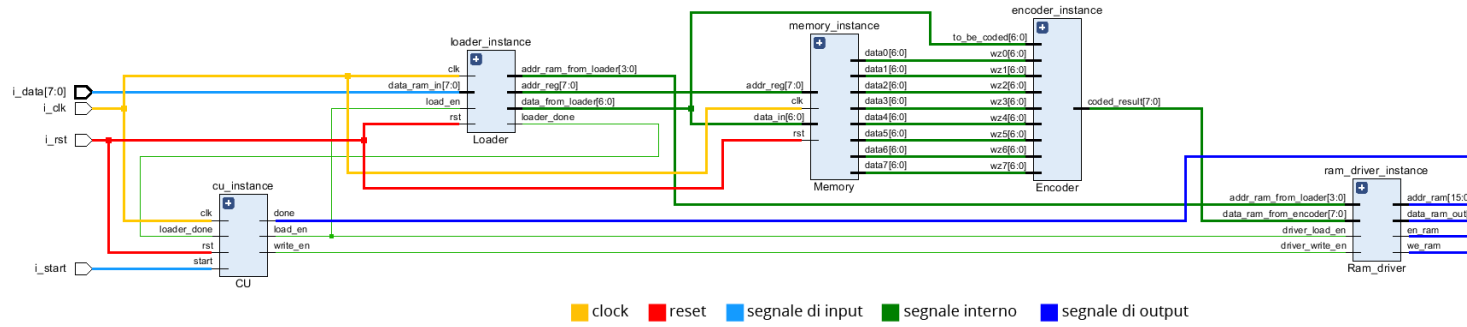 i_data[7:0]
i_clk
i_rst
i_start
loader_instance
clk
data_ram_in[7:0]
load_en
rst
addr_ram_from_loader[3:0]
addr_reg[7:0]
data_from_loader[6:0]
loader_done
Loader
cu_instance
clk
loader_done
rst
start
done
load_en
write_en
CU
memory_instance
addr_reg[7:0]
clk
data_in[6:0]
rst
data0[6:0]
data1[6:0]
data2[6:0]
data3[6:0]
data4[6:0]
data5[6:0]
data6[6:0]
data7[6:0]
Memory
encoder_instance
to_be_coded[6:0]
wz0[6:0]
wz1[6:0]
wz2[6:0]
wz3[6:0]
wz4[6:0]
wz5[6:0]
wz6[6:0]
wz7[6:0]
coded_result[7:0]
Encoder
ram_driver_instance
addr_ram_from_loader[3:0]
data_ram_from_encoder[7:0]
driver_load_en
driver_write_en
addr_ram[15:0
data_ram_out
en_ram
we_ram
Ram_driver
clock
reset
segnale di input
segnale interno
segnale di output